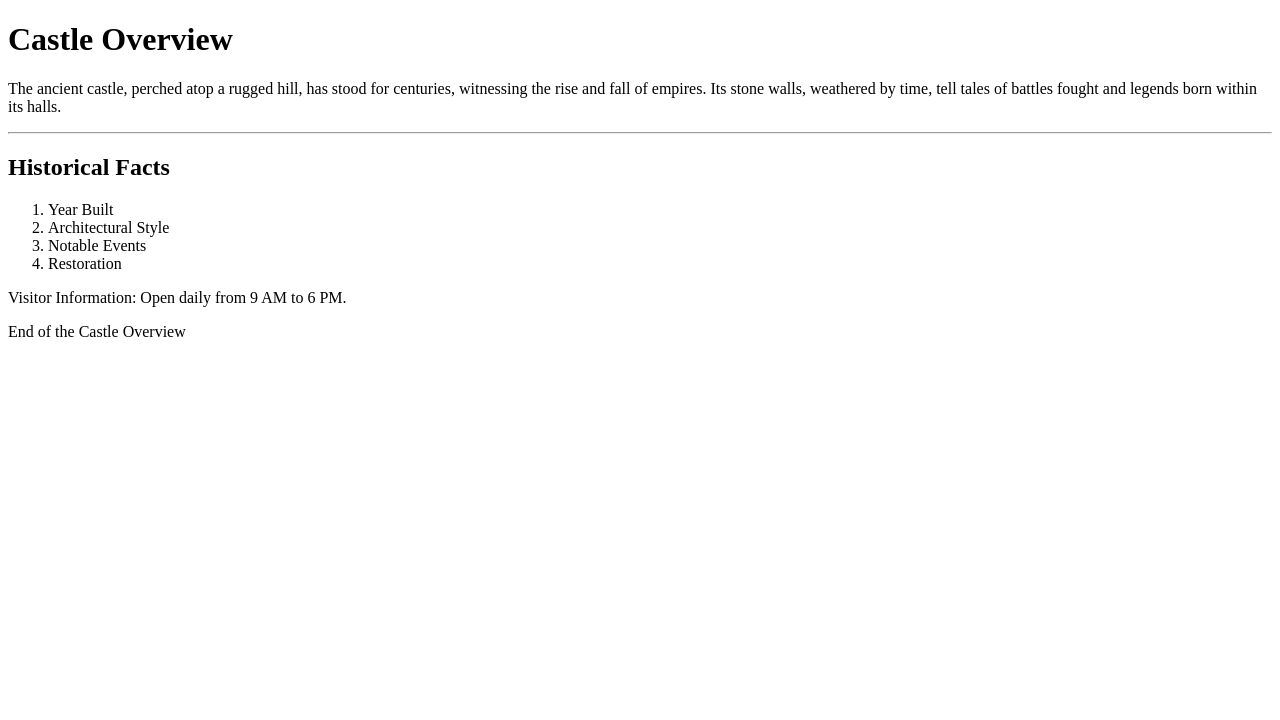 Castle Overview
The ancient castle, perched atop a rugged hill, has stood for centuries, witnessing the rise and fall of empires. Its stone walls, weathered by time, tell tales of battles fought and legends born within
its halls.
Historical Facts
1. Year Built
2. Architectural Style
3. Notable Events
4. Restoration
Visitor Information: Open daily from 9 AM to 6 PM.
End of the Castle Overview